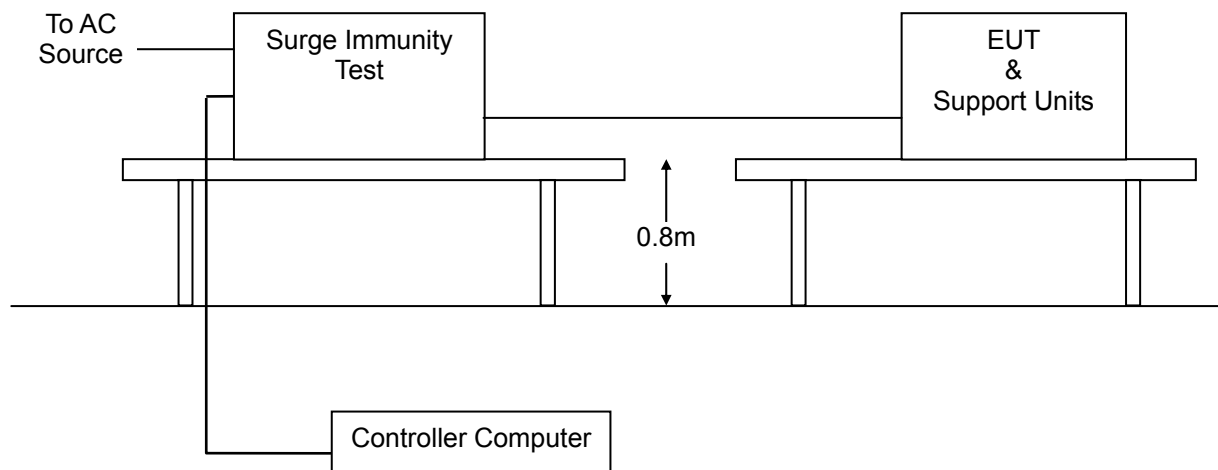 To AC
Source
Surge Immunity
Test
EUT
&
Support Units
0.8m
Controller Computer